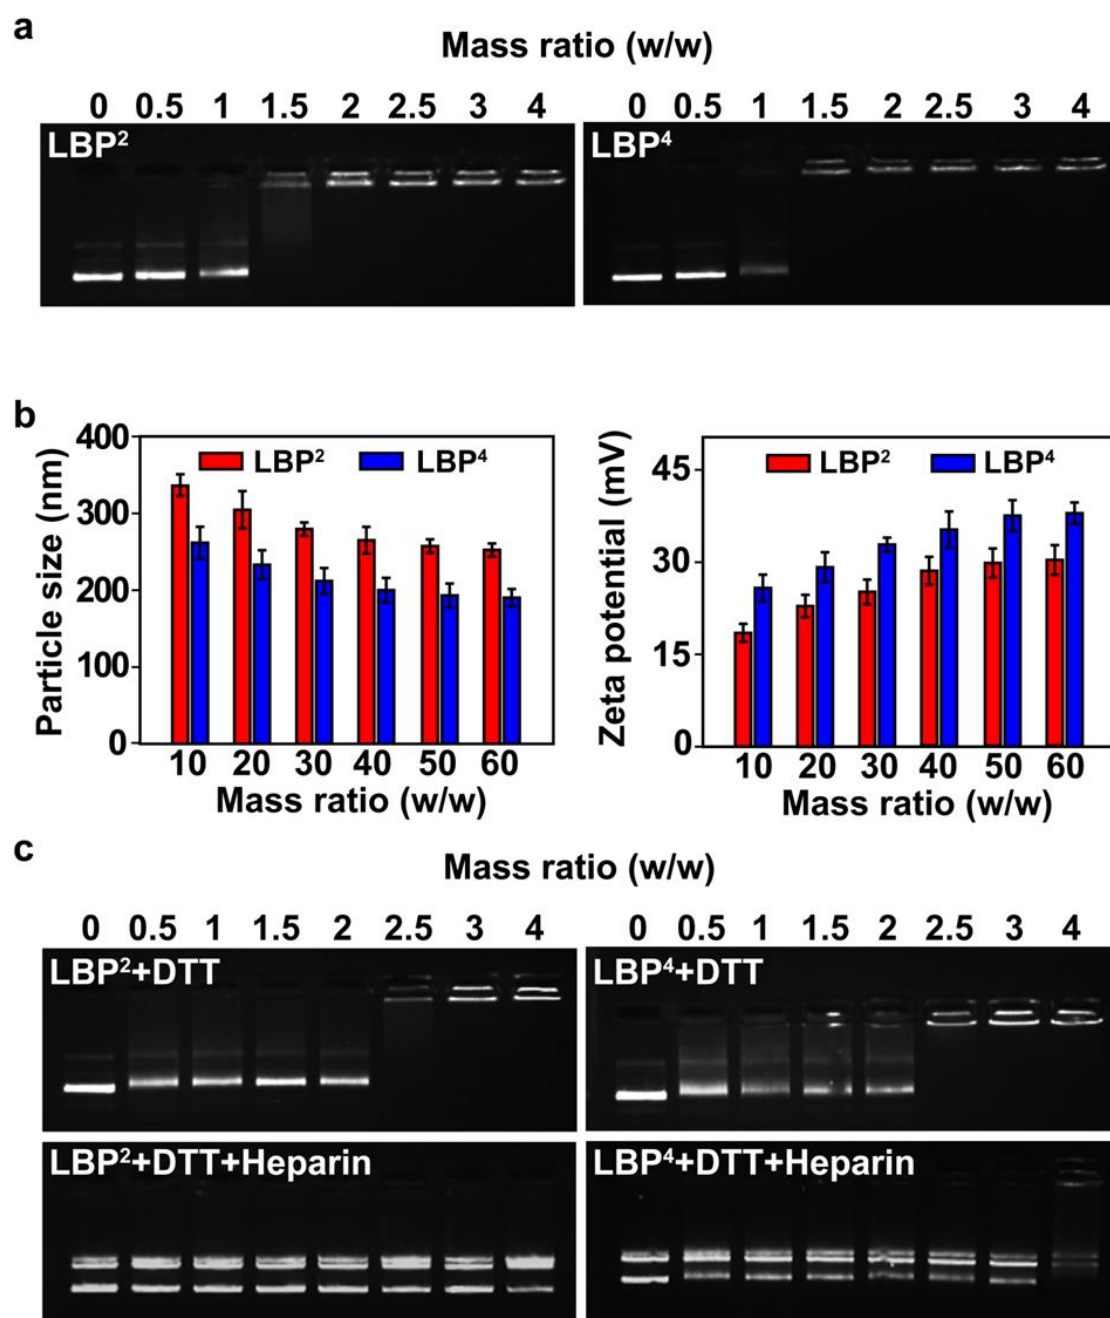 a
Mass ratio (w/w)
0 0.5 1 1.5 2 2.5 3 4 0 0.5 1 1.5 2 2.5 3 4
LBP² LBP⁴
b
Particle size (nm)
400
300
200
100
0
LBP² LBP⁴
10 20 30 40 50 60
Mass ratio (w/w)
Zeta potential (mV)
45
30
15
0
LBP² LBP⁴
10 20 30 40 50 60
Mass ratio (w/w)
c
Mass ratio (w/w)
0 0.5 1 1.5 2 2.5 3 4 0 0.5 1 1.5 2 2.5 3 4
LBP²+DTT LBP⁴+DTT
LBP²+DTT+Heparin LBP⁴+DTT+Heparin